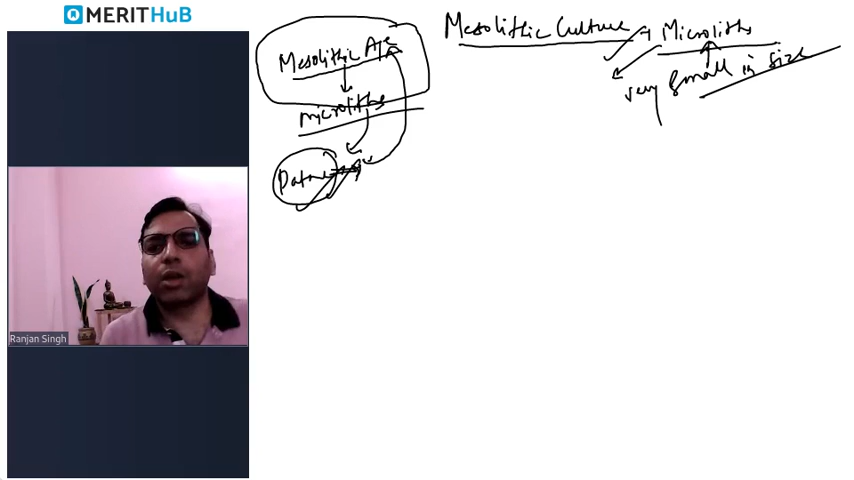 MERITHUB
Mesolithic Age
microliths
Mesolithic Culture → Microliths
very small in size
Ranjan Singh